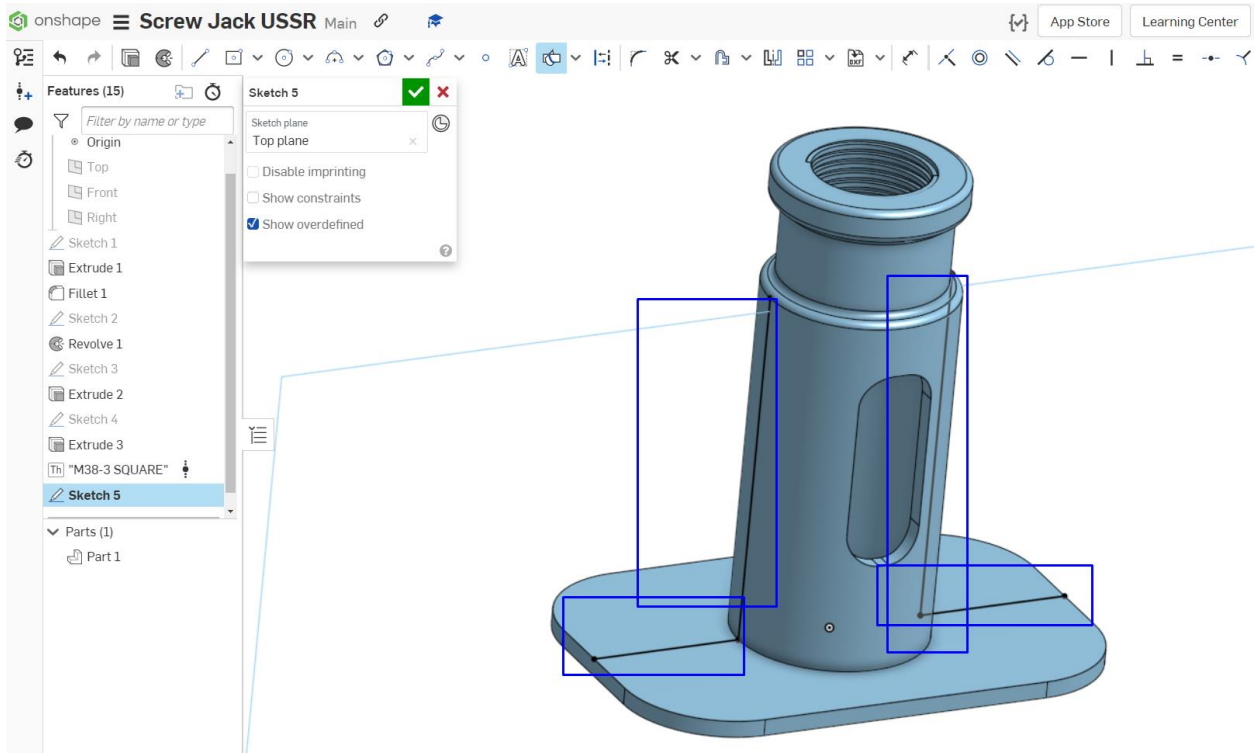 onshape Screw Jack USSR Main App Store Learning Center
Features (15)
Filter by name or type
Origin
Top
Front
Right
Sketch 1
Extrude 1
Fillet 1
Sketch 2
Revolve 1
Sketch 3
Extrude 2
Sketch 4
Extrude 3
Th "M38-3 SQUARE"
Sketch 5
Parts (1)
Part 1
Sketch 5
Sketch plane
Top plane
Disable imprinting
Show constraints
Show overdefined